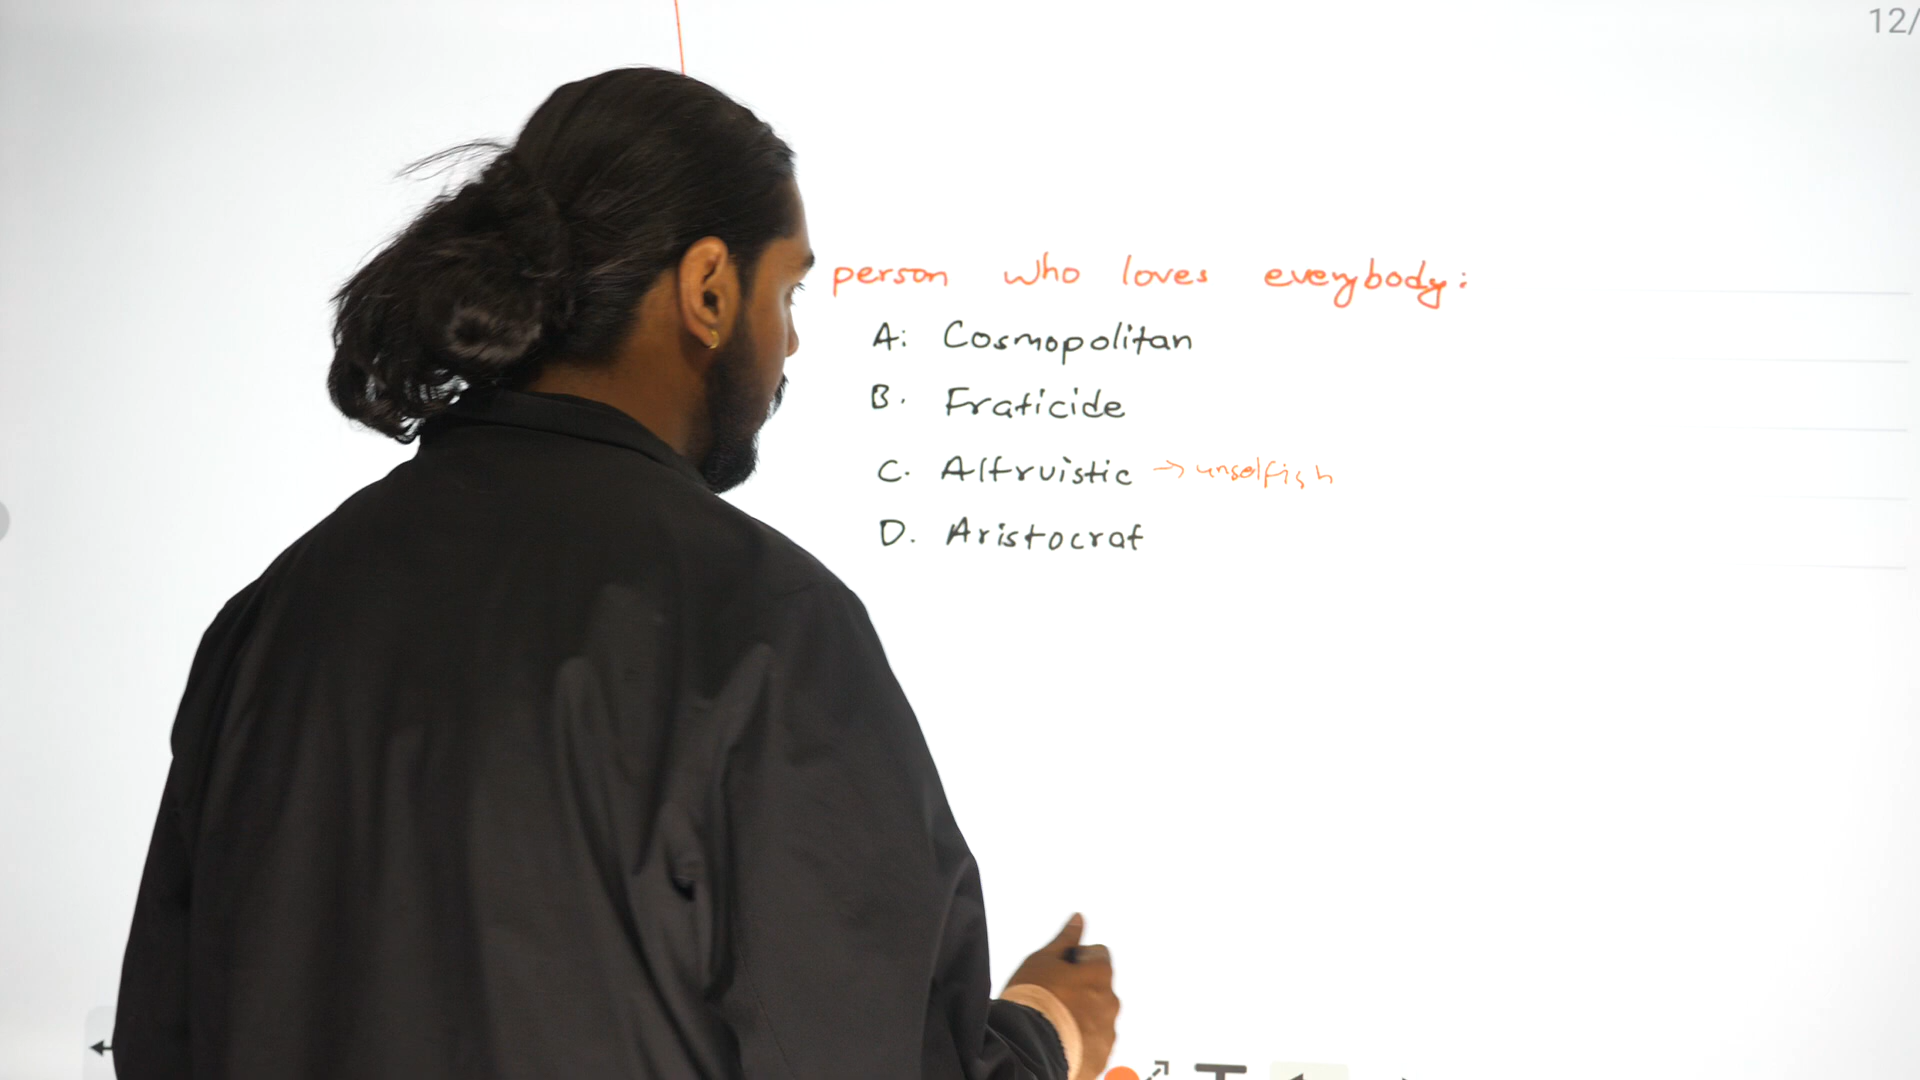 12/
person who loves everybody:
A: Cosmopolitan
B. Fraticide
C. Altruistic → unselfish
D. Aristocrat